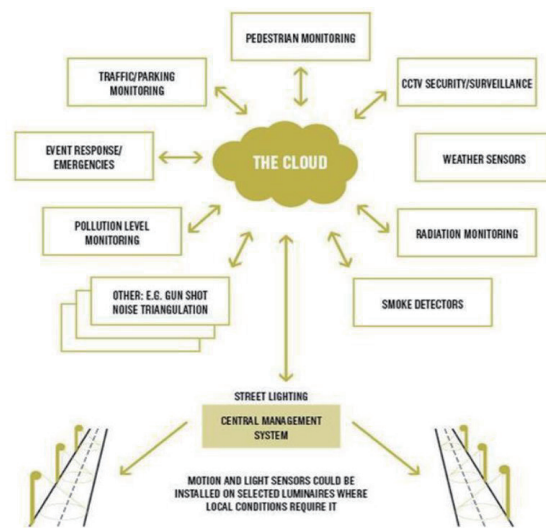 PEDESTRIAN MONITORING
TRAFFIC/PARKING
MONITORING
CCTV SECURITY/SURVEILLANCE
EVENT RESPONSE/
EMERGENCIES
THE CLOUD
WEATHER SENSORS
POLLUTION LEVEL
MONITORING
RADIATION MONITORING
OTHER: E.G. GUN SHOT
NOISE TRIANGULATION
SMOKE DETECTORS
STREET LIGHTING
CENTRAL MANAGEMENT
SYSTEM
MOTION AND LIGHT SENSORS COULD BE
INSTALLED ON SELECTED LUMINAIRES WHERE
LOCAL CONDITIONS REQUIRE IT